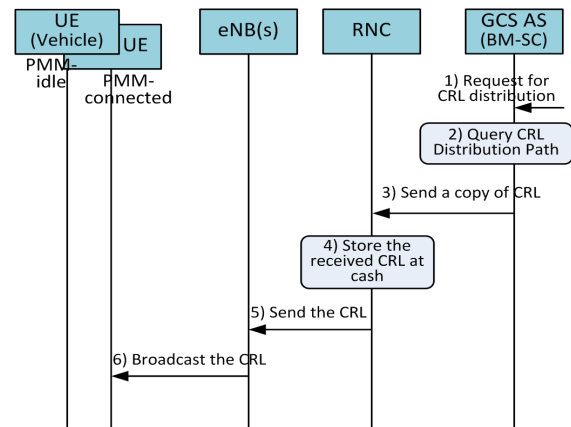 UE
(Vehicle)
UE
eNB(s)
RNC
GCS AS
(BM-SC)
PMM-
idle
PMM-
connected
1) Request for
CRL distribution
2) Query CRL
Distribution Path
3) Send a copy of CRL
4) Store the
received CRL at
cash
5) Send the CRL
6) Broadcast the CRL